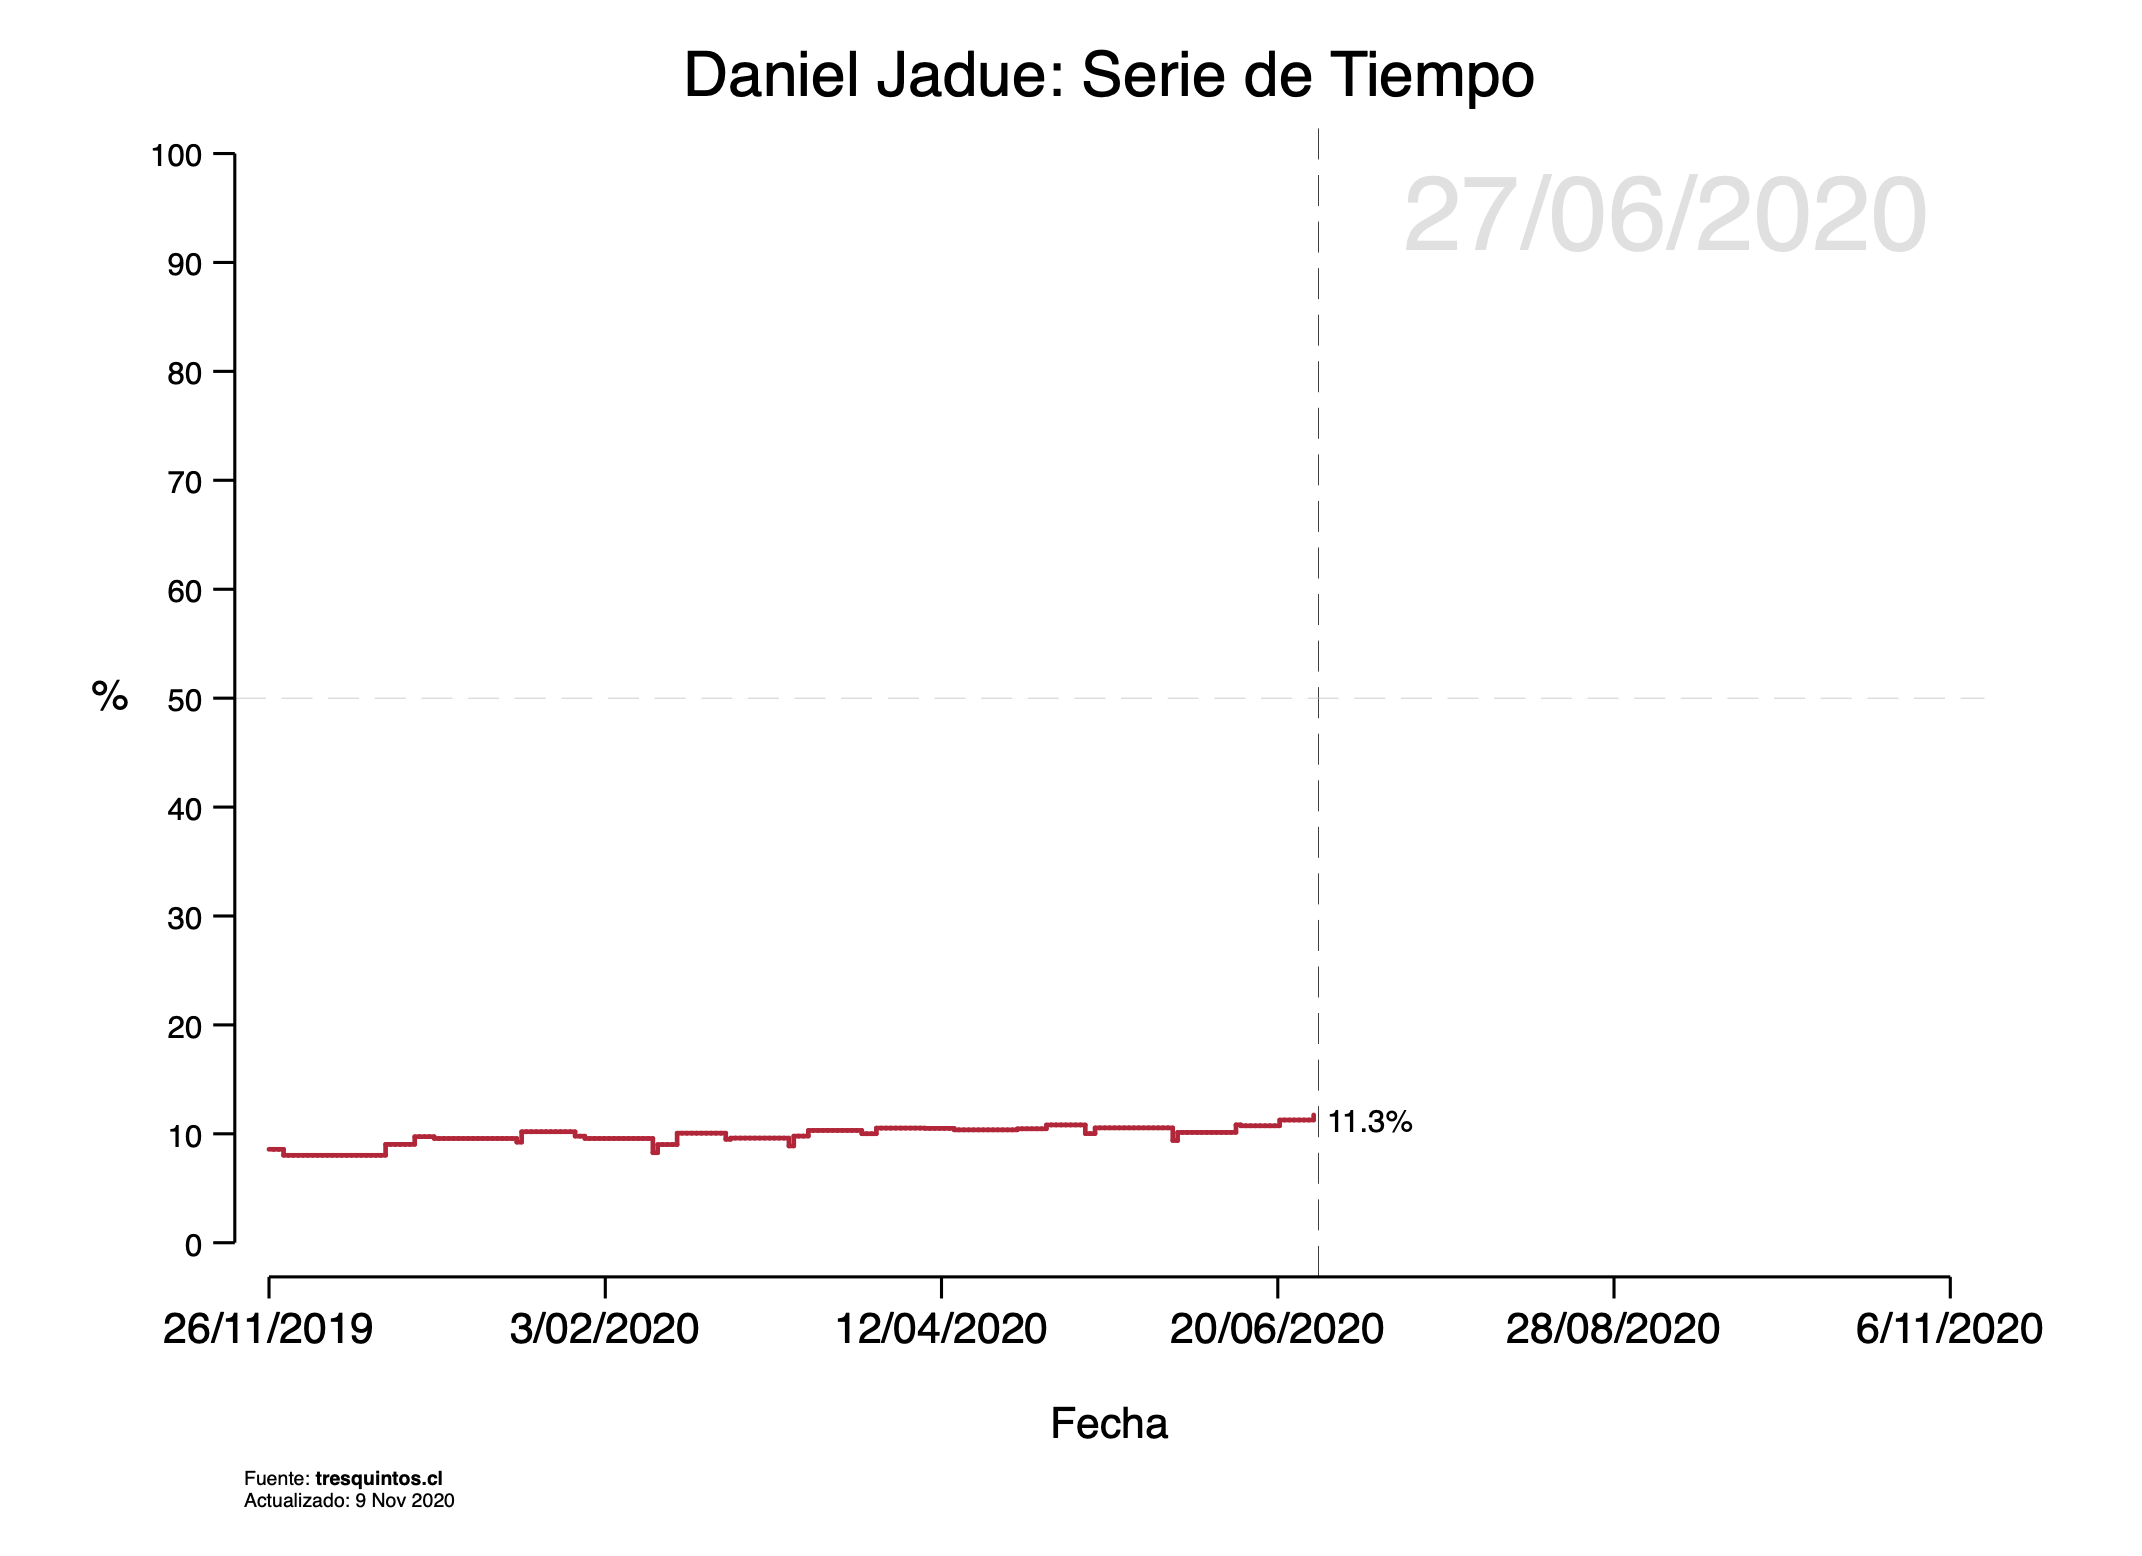 Daniel Jadue: Serie de Tiempo
27/06/2020
100
90
80
70
60
%
50
40
30
20
10
0
11.3%
26/11/2019 3/02/2020 12/04/2020 20/06/2020 28/08/2020 6/11/2020
Fecha
Fuente: tresquintos.cl
Actualizado: 9 Nov 2020